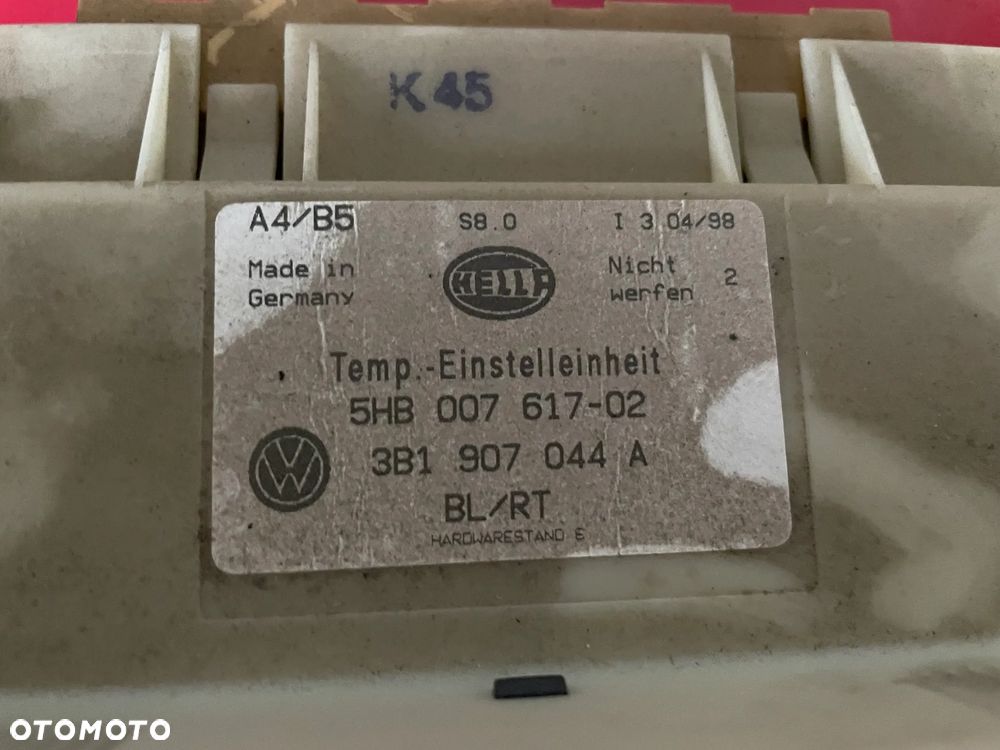 K45
A4/B5 S8.0 I 3 04/98
Made in
Germany
HELLA
Nicht
werfen 2
Temp.-Einstelleinheit
5HB 007 617-02
3B1 907 044 A
BL/RT
HARDWARESTAND 6
OTOMOTO